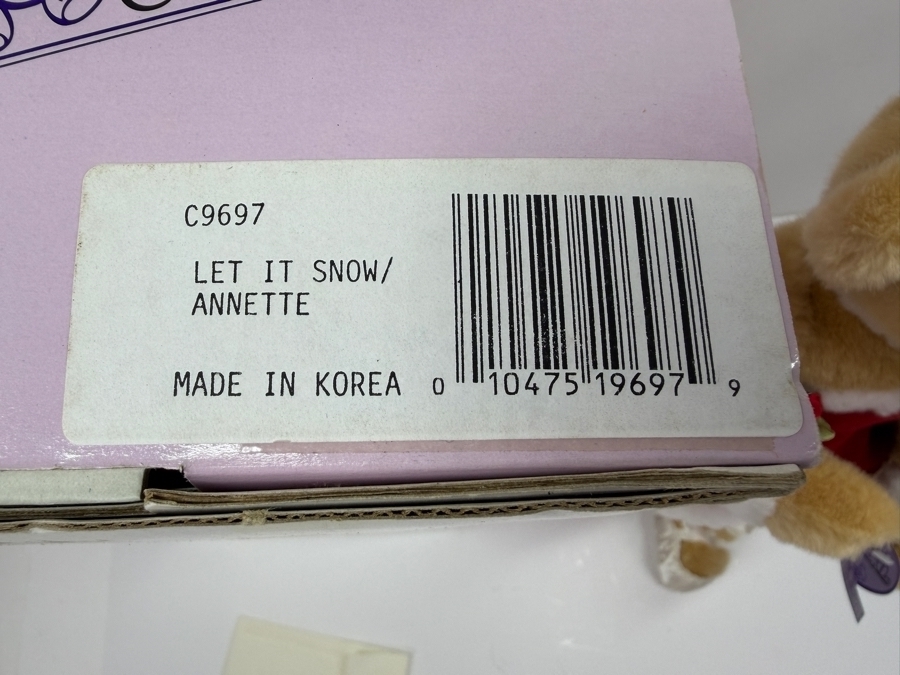 C9697
LET IT SNOW/
ANNETTE
MADE IN KOREA
0 10475 19697 9